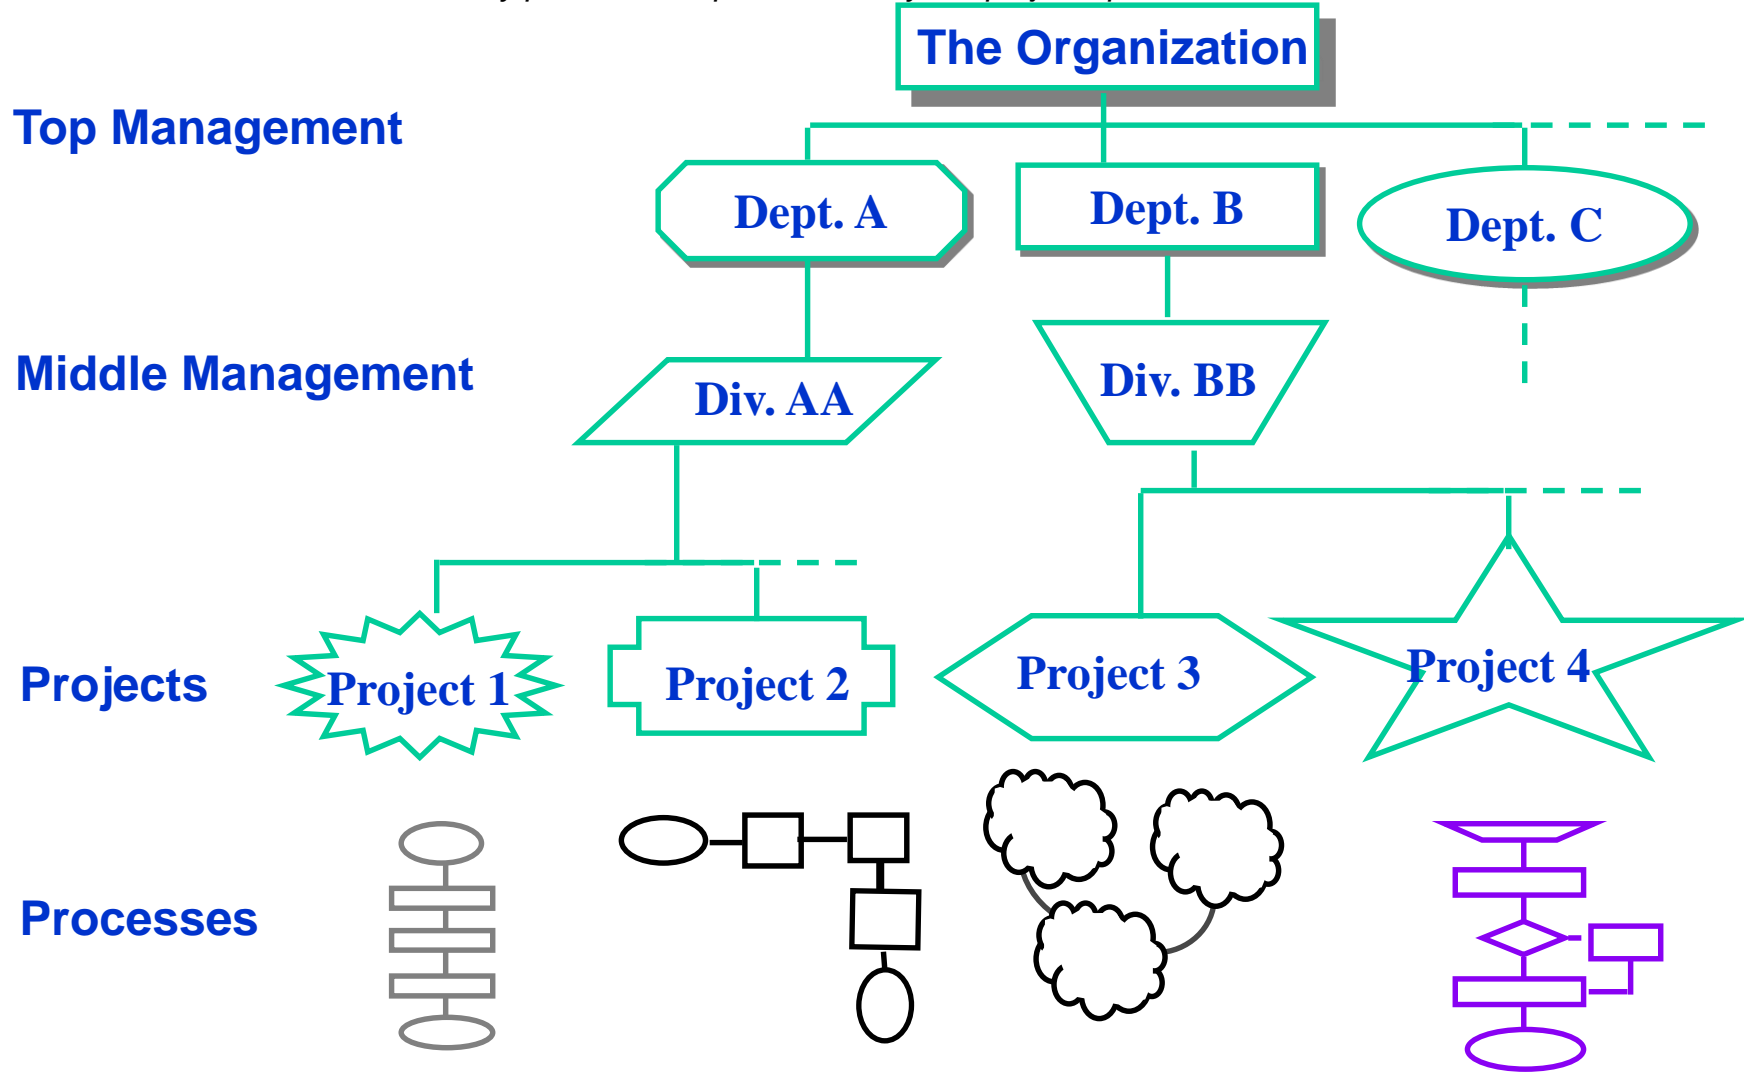 The Organization
Top Management
Dept. A
Dept. B
Dept. C
Middle Management
Div. AA
Div. BB
Projects
Project 1
Project 2
Project 3
Project 4
Processes